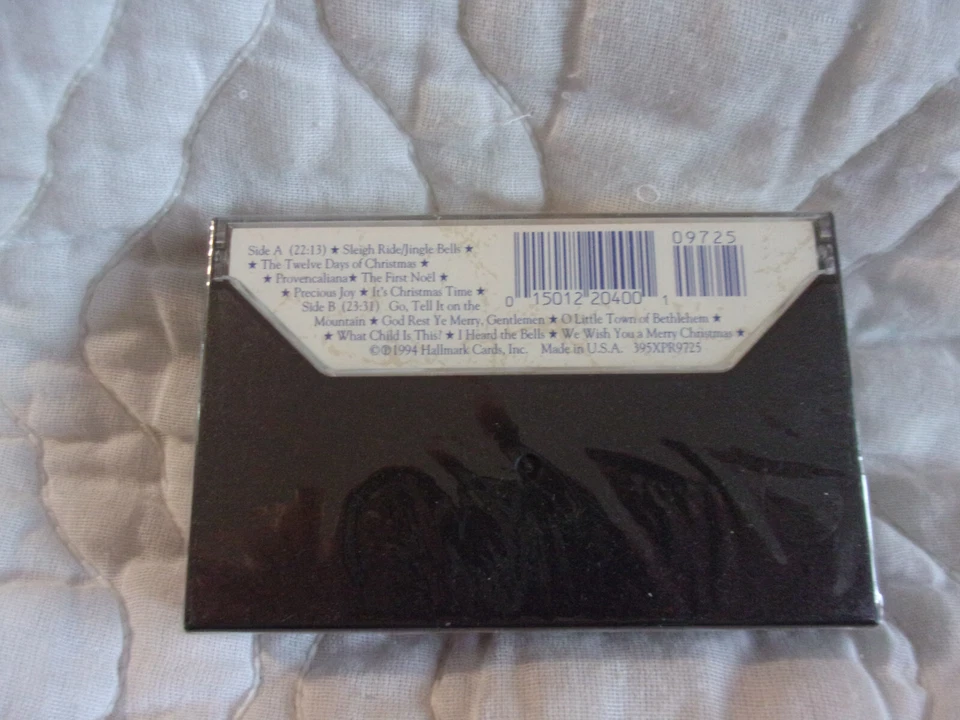 Side A (22:13) ★ Sleigh Ride/Jingle Bells ★
★ The Twelve Days of Christmas ★
★ Provencaliana ★ The First Noël ★
★ Precious Joy ★ It's Christmas Time ★
Side B (23:31) Go, Tell It on the
Mountain ★ God Rest Ye Merry, Gentlemen ★ O Little Town of Bethlehem ★
★ What Child Is This? ★ I Heard the Bells ★ We Wish You a Merry Christmas ★
©℗1994 Hallmark Cards, Inc. Made in U.S.A. 395XPR9725
09725
0 15012 20400 1